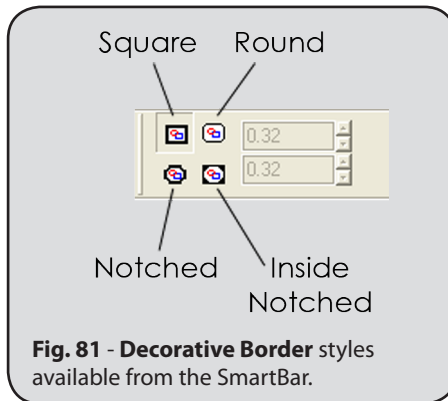 Square Round
0.32
0.32
Notched Inside
Notched
Fig. 81 - Decorative Border styles
available from the SmartBar.